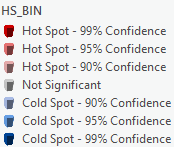 HS_BIN
Hot Spot - 99% Confidence
Hot Spot - 95% Confidence
Hot Spot - 90% Confidence
Not Significant
Cold Spot - 90% Confidence
Cold Spot - 95% Confidence
Cold Spot - 99% Confidence